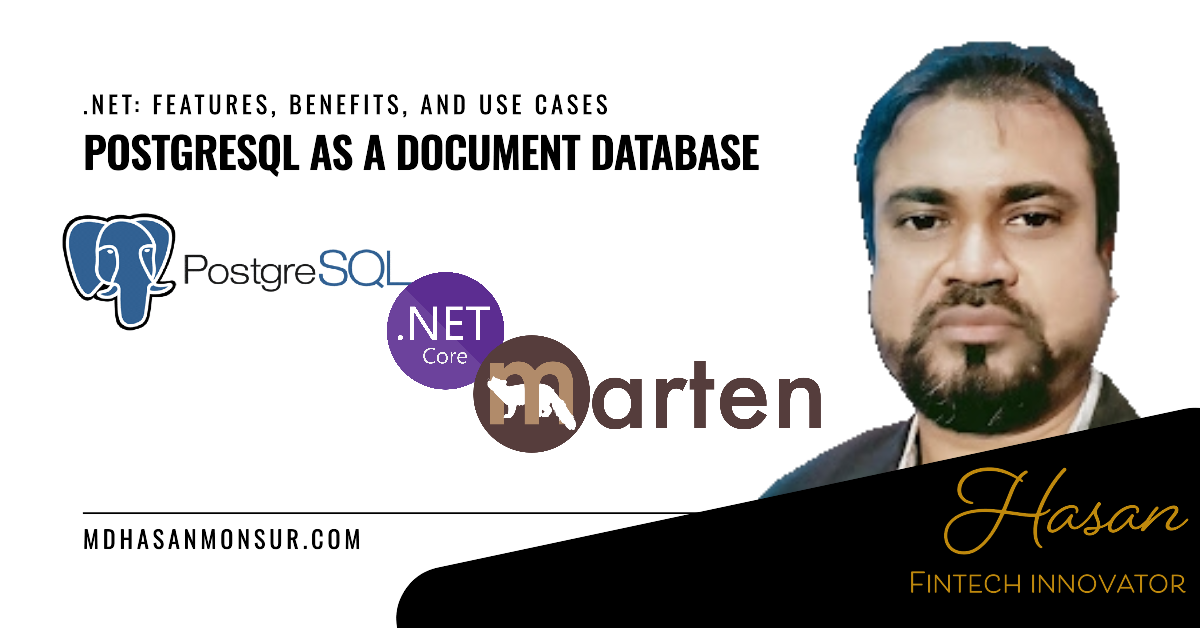 .NET: FEATURES, BENEFITS, AND USE CASES
POSTGRESQL AS A DOCUMENT DATABASE
PostgreSQL
.NET
Core
marten
MDHASANMONSUR.COM
Hasan
FINTECH INNOVATOR